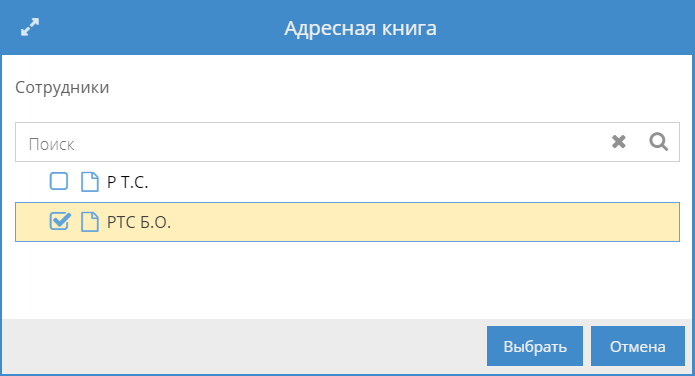 Адресная книга
Сотрудники
Поиск
Р Т.С.
РТС Б.О.
Выбрать Отмена